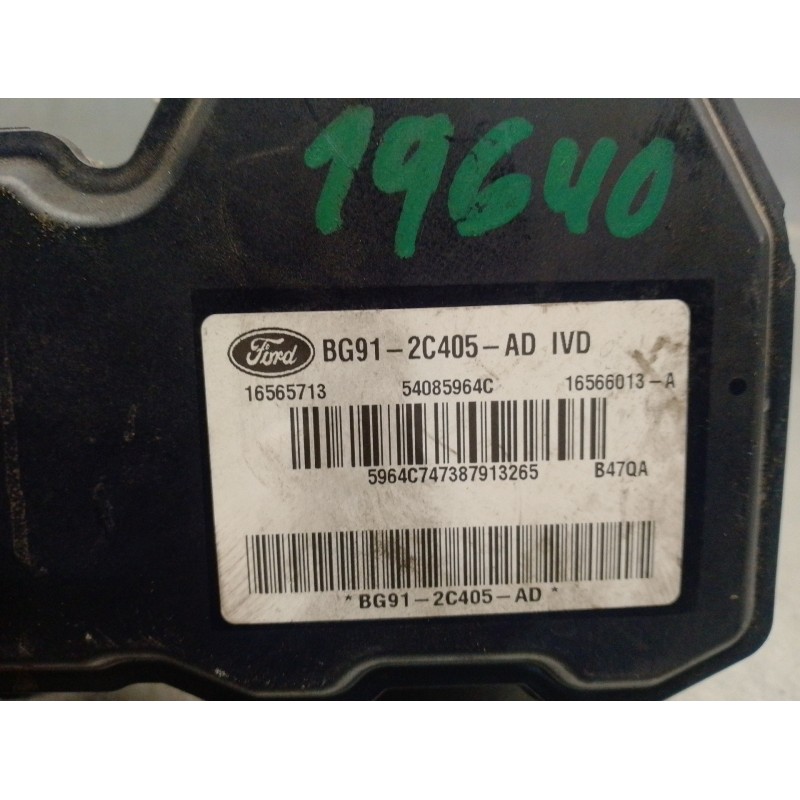 19640
Ford BG91-2C405-AD IVD
16565713 54085964C 16566013-A
5964C747387913265 B47QA
*BG91-2C405-AD*